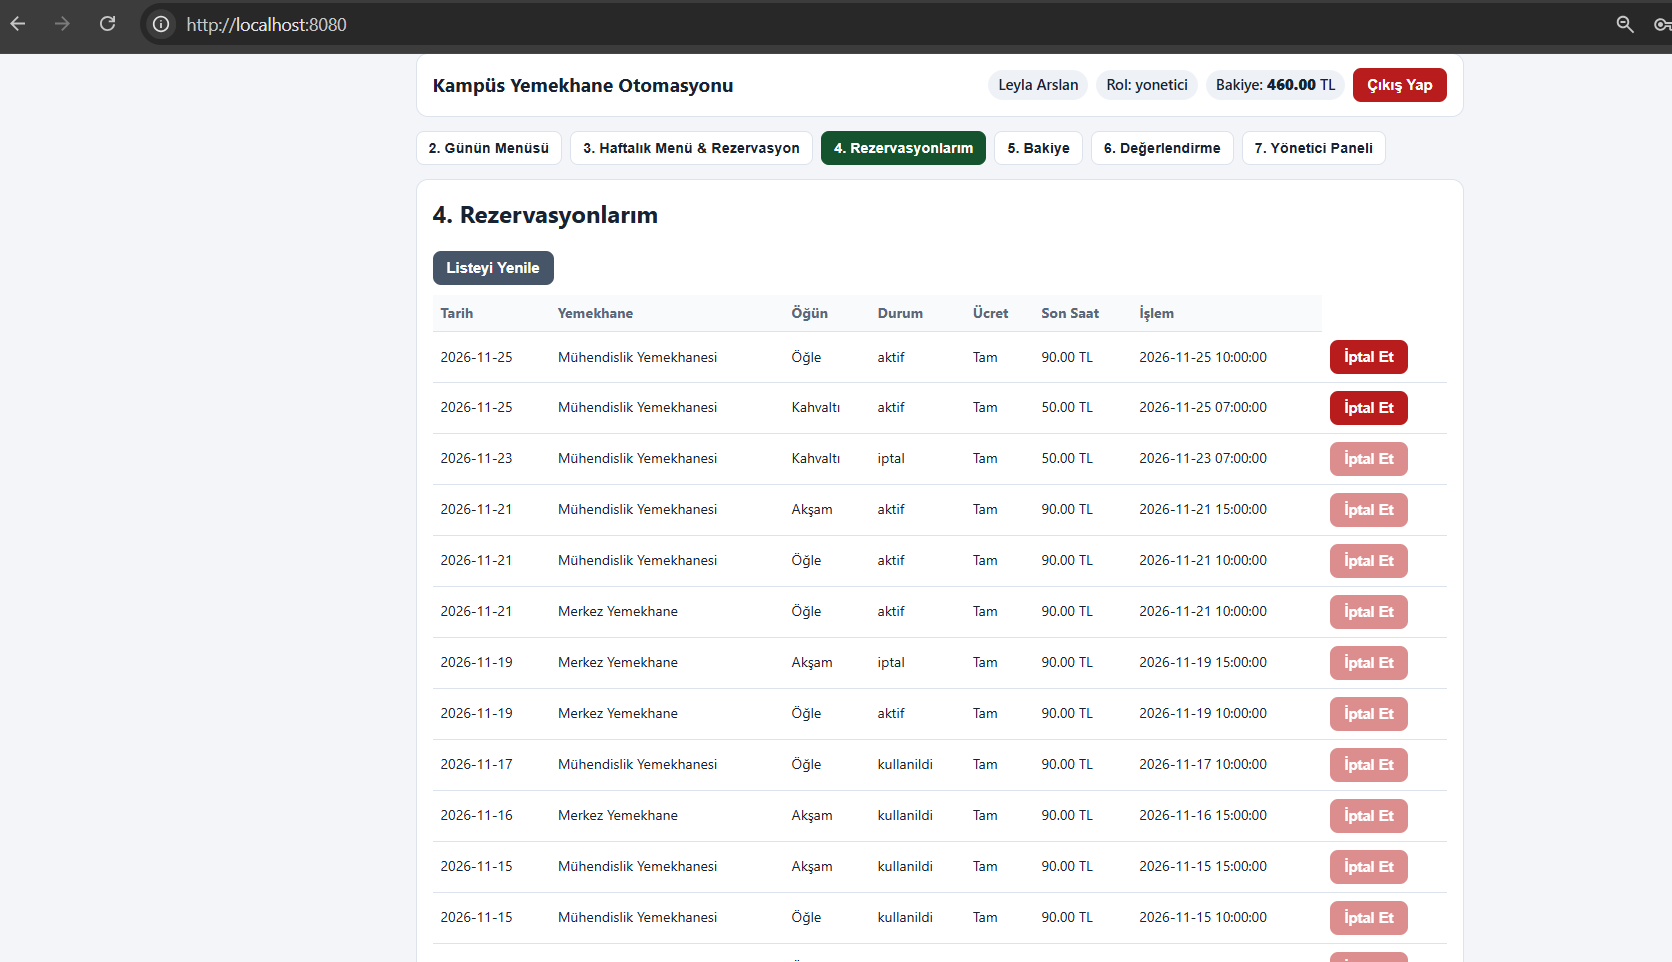 http://localhost:8080
Kampüs Yemekhane Otomasyonu Leyla Arslan Rol: yonetici Bakiye: 460.00 TL Çıkış Yap
2. Günün Menüsü 3. Haftalık Menü & Rezervasyon 4. Rezervasyonlarım 5. Bakiye 6. Değerlendirme 7. Yönetici Paneli
4. Rezervasyonlarım
Listeyi Yenile
Tarih Yemekhane Öğün Durum Ücret Son Saat İşlem
2026-11-25 Mühendislik Yemekhanesi Öğle aktif Tam 90.00 TL 2026-11-25 10:00:00 İptal Et
2026-11-25 Mühendislik Yemekhanesi Kahvaltı aktif Tam 50.00 TL 2026-11-25 07:00:00 İptal Et
2026-11-23 Mühendislik Yemekhanesi Kahvaltı iptal Tam 50.00 TL 2026-11-23 07:00:00 İptal Et
2026-11-21 Mühendislik Yemekhanesi Akşam aktif Tam 90.00 TL 2026-11-21 15:00:00 İptal Et
2026-11-21 Mühendislik Yemekhanesi Öğle aktif Tam 90.00 TL 2026-11-21 10:00:00 İptal Et
2026-11-21 Merkez Yemekhane Öğle aktif Tam 90.00 TL 2026-11-21 10:00:00 İptal Et
2026-11-19 Merkez Yemekhane Akşam iptal Tam 90.00 TL 2026-11-19 15:00:00 İptal Et
2026-11-19 Merkez Yemekhane Öğle aktif Tam 90.00 TL 2026-11-19 10:00:00 İptal Et
2026-11-17 Mühendislik Yemekhanesi Öğle kullanildi Tam 90.00 TL 2026-11-17 10:00:00 İptal Et
2026-11-16 Merkez Yemekhane Akşam kullanildi Tam 90.00 TL 2026-11-16 15:00:00 İptal Et
2026-11-15 Mühendislik Yemekhanesi Akşam kullanildi Tam 90.00 TL 2026-11-15 15:00:00 İptal Et
2026-11-15 Mühendislik Yemekhanesi Öğle kullanildi Tam 90.00 TL 2026-11-15 10:00:00 İptal Et